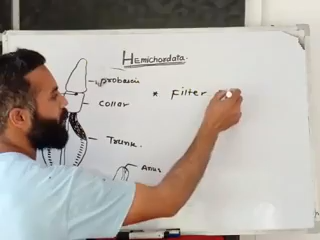 Hemichordata.
proboscis
collar
* Filter
Trunk.
Anus